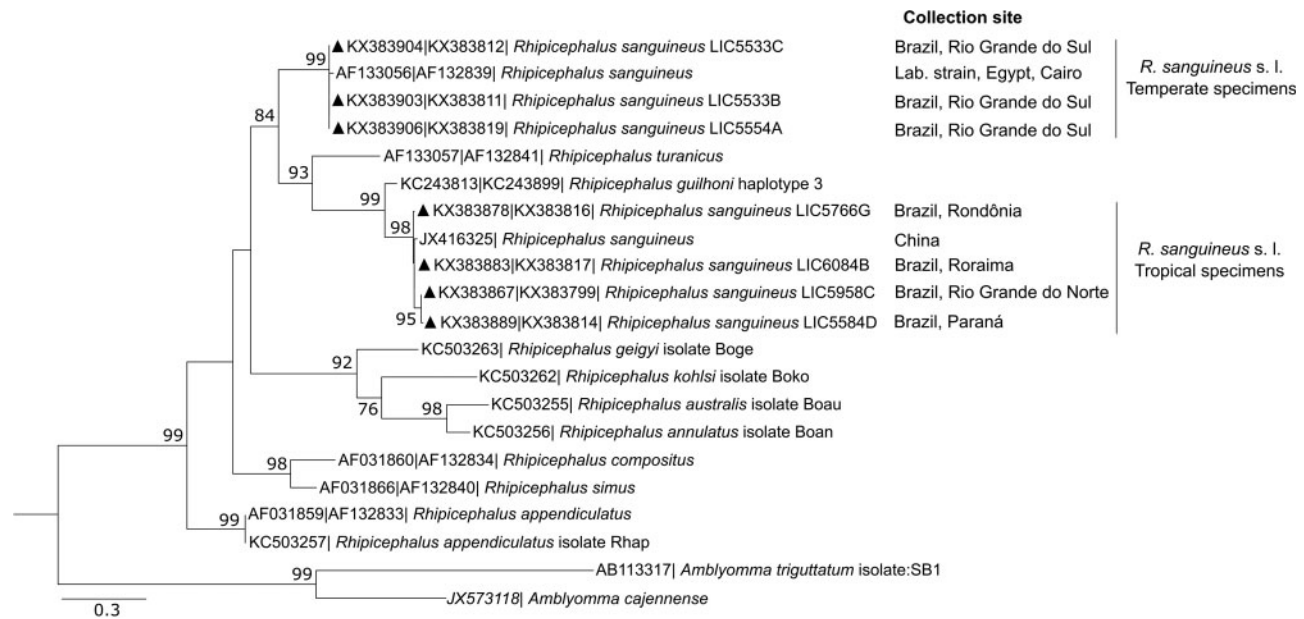 Collection site
99 ▲KX383904|KX383812| Rhipicephalus sanguineus LIC5533C Brazil, Rio Grande do Sul
AF133056|AF132839| Rhipicephalus sanguineus Lab. strain, Egypt, Cairo
R. sanguineus s. l.
Temperate specimens
▲KX383903|KX383811| Rhipicephalus sanguineus LIC5533B Brazil, Rio Grande do Sul
84
▲KX383906|KX383819| Rhipicephalus sanguineus LIC5554A Brazil, Rio Grande do Sul
AF133057|AF132841| Rhipicephalus turanicus
93
KC243813|KC243899| Rhipicephalus guilhoni haplotype 3
99
▲KX383878|KX383816| Rhipicephalus sanguineus LIC5766G Brazil, Rondônia
98
JX416325| Rhipicephalus sanguineus China
R. sanguineus s. l.
Tropical specimens
▲KX383883|KX383817| Rhipicephalus sanguineus LIC6084B Brazil, Roraima
▲KX383867|KX383799| Rhipicephalus sanguineus LIC5958C Brazil, Rio Grande do Norte
95
▲KX383889|KX383814| Rhipicephalus sanguineus LIC5584D Brazil, Paraná
KC503263| Rhipicephalus geigyi isolate Boge
92
KC503262| Rhipicephalus kohlsi isolate Boko
76
98
KC503255| Rhipicephalus australis isolate Boau
KC503256| Rhipicephalus annulatus isolate Boan
99
AF031860|AF132834| Rhipicephalus compositus
98
AF031866|AF132840| Rhipicephalus simus
AF031859|AF132833| Rhipicephalus appendiculatus
99
KC503257| Rhipicephalus appendiculatus isolate Rhap
AB113317| Amblyomma triguttatum isolate:SB1
99
JX573118| Amblyomma cajennense
0.3